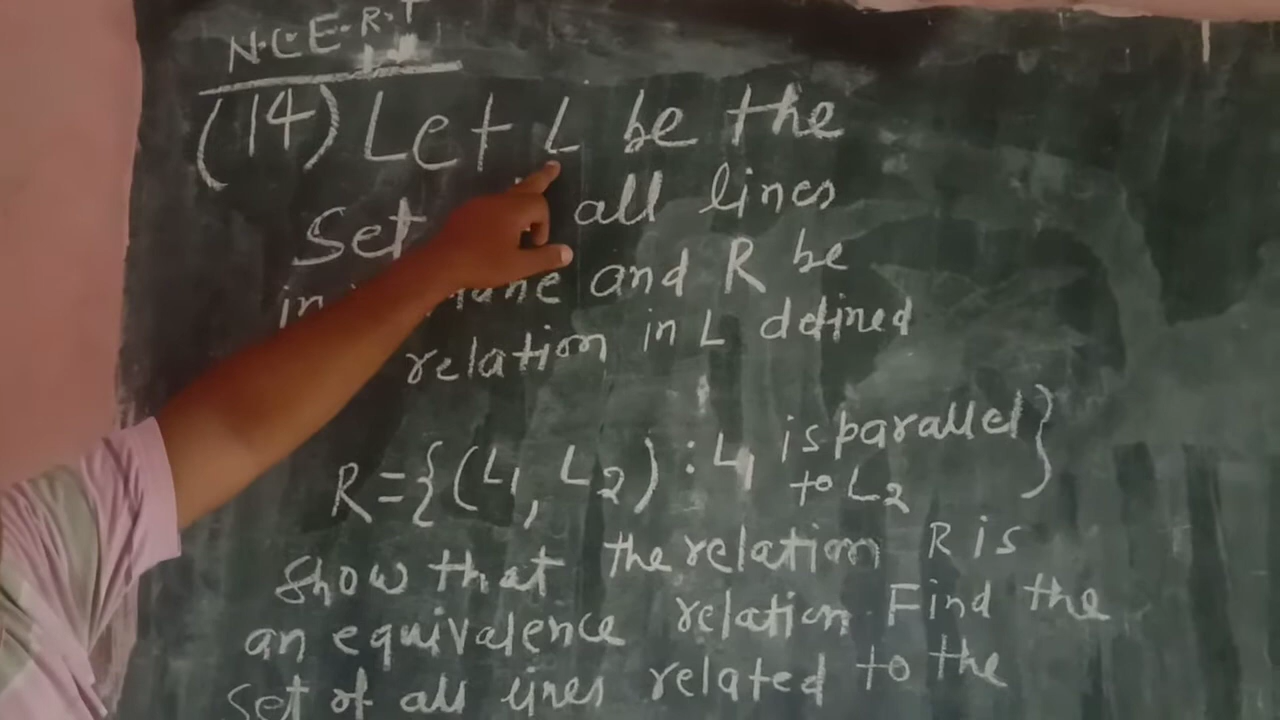 N.C.E.R.T
(14) Let L be the
Set all lines
in and R be
relation in L defined
R={(L1, L2) : L1 is parallel
to L2}
Show that the relation R is
an equivalence relation. Find the
Set of all lines related to the